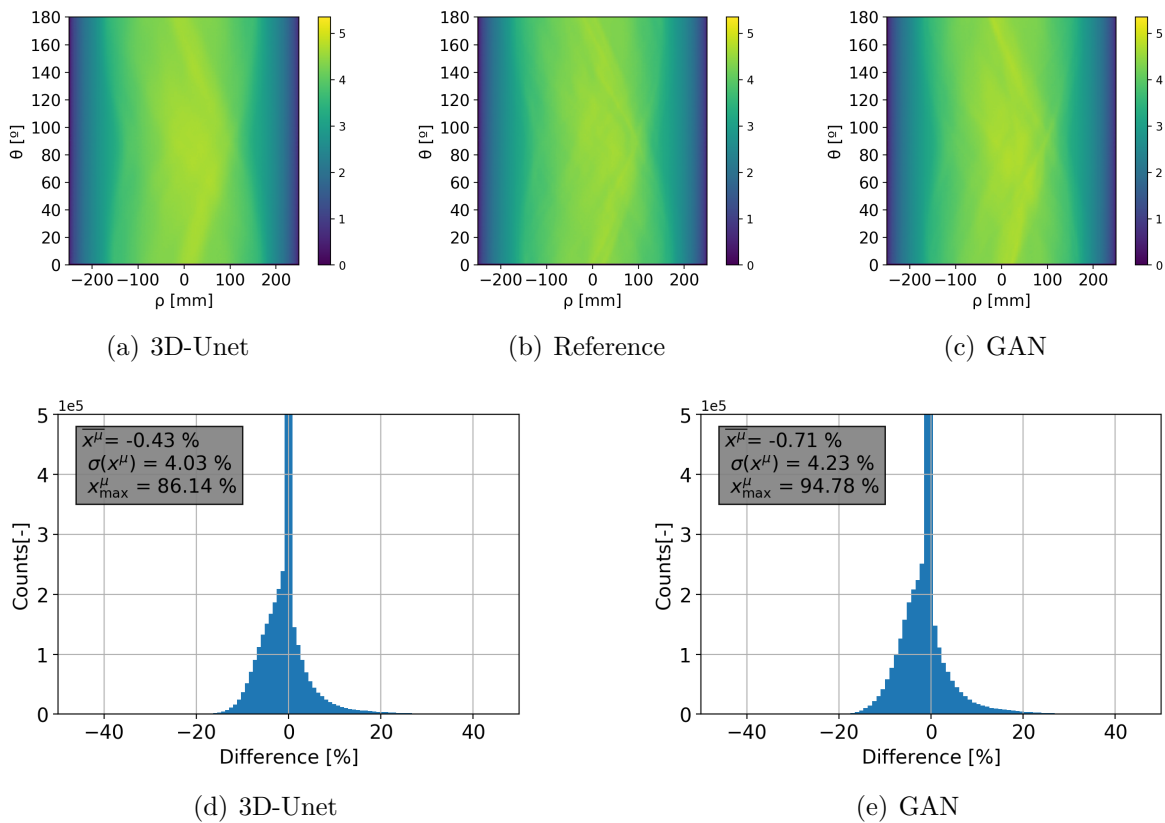 180
160
140
120
100
80
60
40
20
0
θ [º]
−200 −100 0 100 200
ρ [mm]
5
4
3
2
1
0
(a) 3D-Unet
180
160
140
120
100
80
60
40
20
0
θ [º]
−200 −100 0 100 200
ρ [mm]
5
4
3
2
1
0
(b) Reference
180
160
140
120
100
80
60
40
20
0
θ [º]
−200 −100 0 100 200
ρ [mm]
5
4
3
2
1
0
(c) GAN
1e5
5
4
3
2
1
0
Counts[-]
x̅^μ= -0.43 %
σ(x^μ) = 4.03 %
x^μ_max = 86.14 %
−40 −20 0 20 40
Difference [%]
(d) 3D-Unet
1e5
5
4
3
2
1
0
Counts[-]
x̅^μ= -0.71 %
σ(x^μ) = 4.23 %
x^μ_max = 94.78 %
−40 −20 0 20 40
Difference [%]
(e) GAN